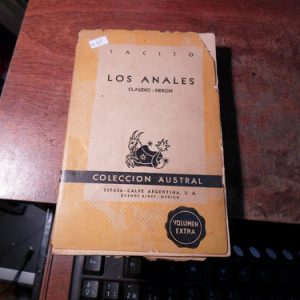 TACITO
LOS ANALES
CLAUDIO - NERON
COLECCION AUSTRAL
ESPASA - CALPE ARGENTINA, S. A.
BUENOS AIRES - MEXICO
VOLUMEN
EXTRA